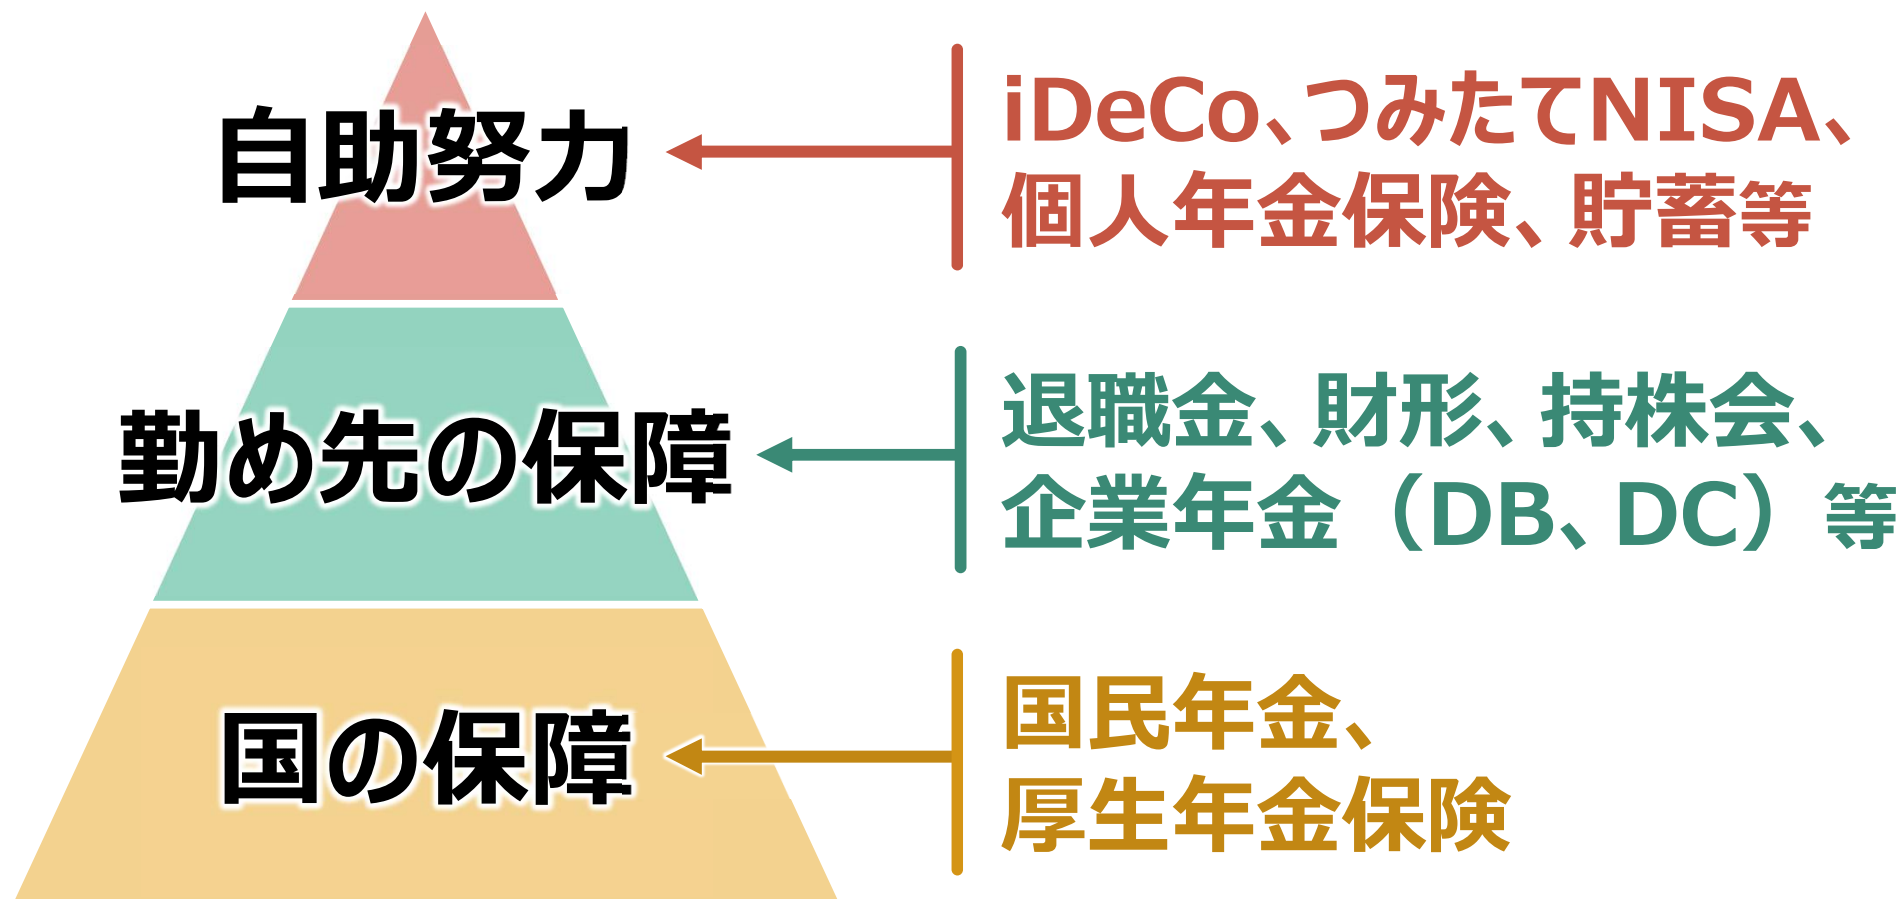 自助努力
iDeCo、つみたてNISA、
個人年金保険、貯蓄等
勤め先の保障
退職金、財形、持株会、
企業年金（DB、DC）等
国の保障
国民年金、
厚生年金保険